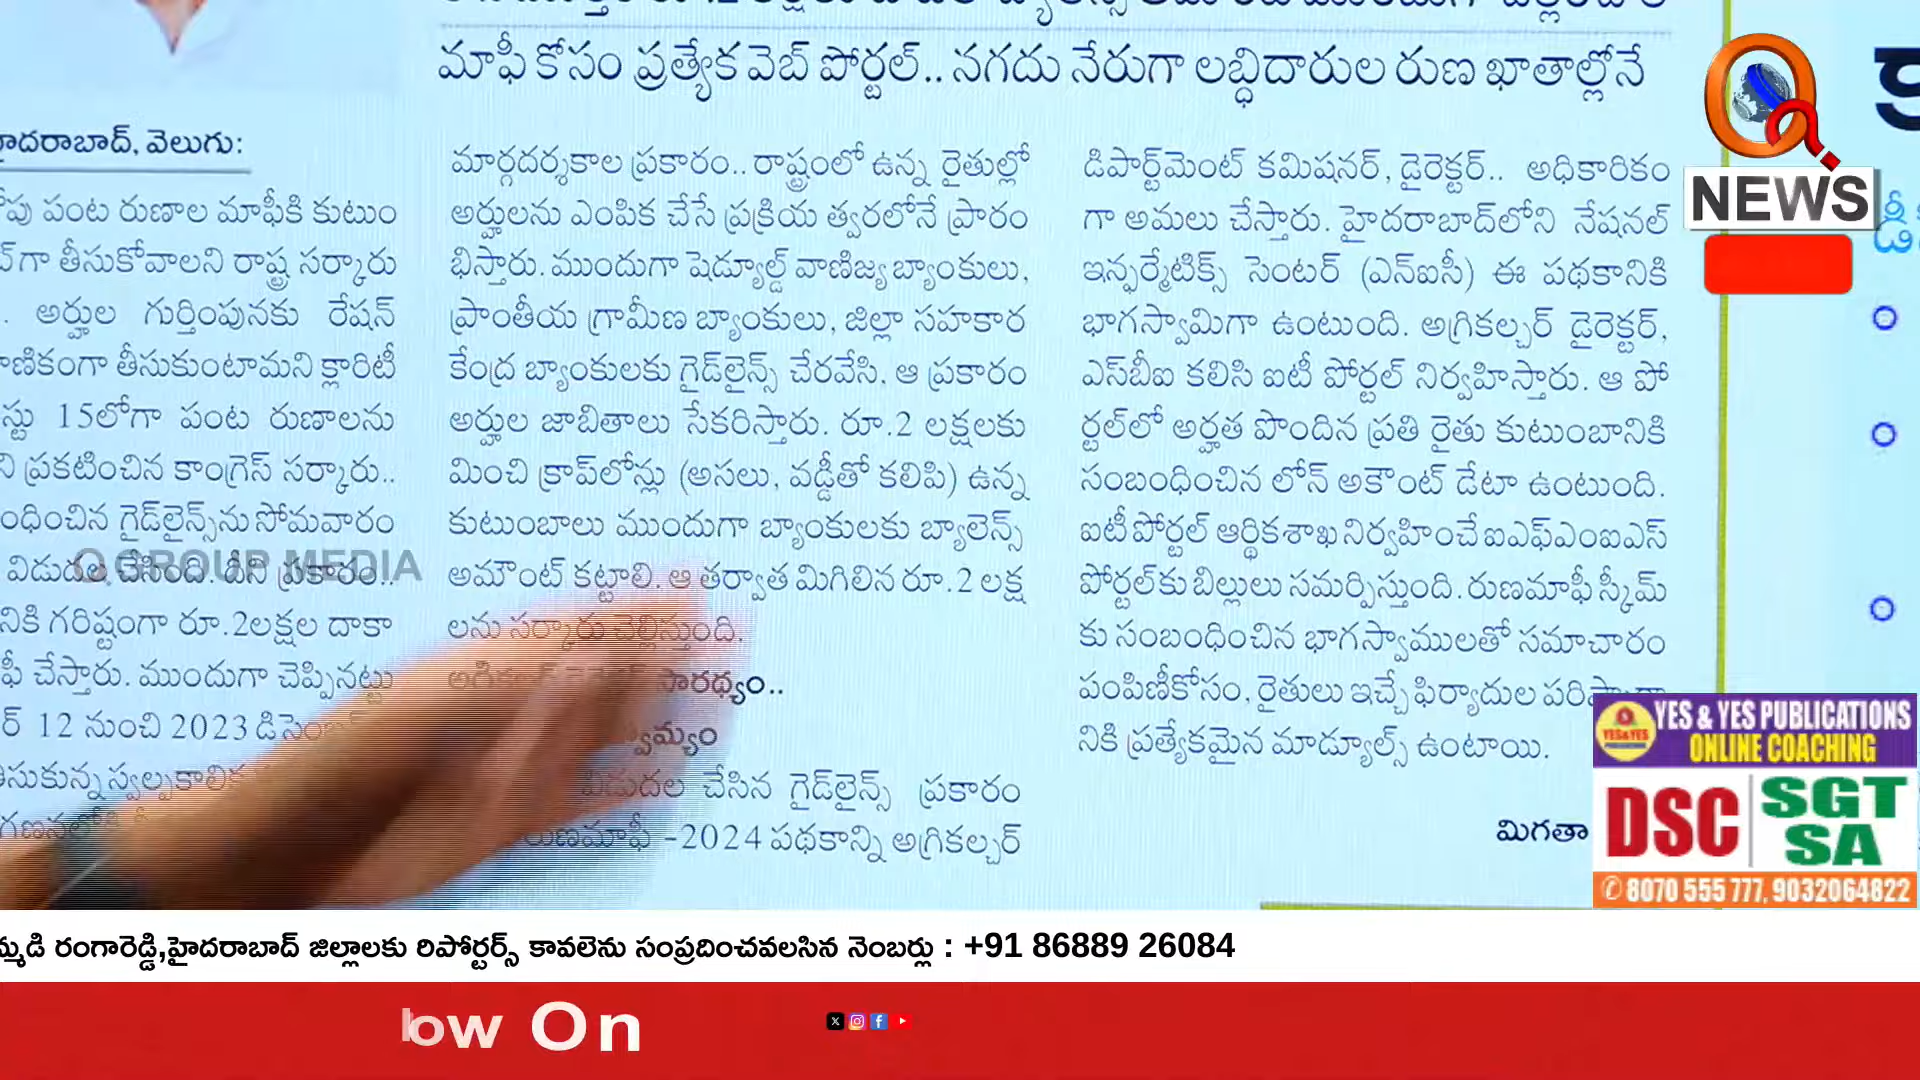 మాఫీ కోసం ప్రత్యేక వెబ్ పోర్టల్.. నగదు నేరుగా లబ్ధిదారుల రుణ ఖాతాల్లోనే
హైదరాబాద్, వెలుగు:
పంట రుణాల మాఫీకి కుటుం
తీసుకోవాలని రాష్ట్ర సర్కారు
. అర్హుల గుర్తింపునకు రేషన్
తీసుకుంటామని క్లారిటీ
15లోగా పంట రుణాలను
ప్రకటించిన కాంగ్రెస్ సర్కారు..
గైడ్‌లైన్స్‌ను సోమవారం
విడుదల చేసింది. దీని ప్రకారం..
గరిష్టంగా రూ.2లక్షల దాకా
చేస్తారు. ముందుగా చెప్పినట్టు
12 నుంచి 2023
మార్గదర్శకాల ప్రకారం.. రాష్ట్రంలో ఉన్న రైతుల్లో
అర్హులను ఎంపిక చేసే ప్రక్రియ త్వరలోనే ప్రారం
భిస్తారు. ముందుగా షెడ్యూల్డ్ వాణిజ్య బ్యాంకులు,
ప్రాంతీయ గ్రామీణ బ్యాంకులు, జిల్లా సహకార
కేంద్ర బ్యాంకులకు గైడ్‌లైన్స్ చేరవేసి, ఆ ప్రకారం
అర్హుల జాబితాలు సేకరిస్తారు. రూ.2 లక్షలకు
మించి క్రాప్‌లోన్లు (అసలు, వడ్డీతో కలిపి) ఉన్న
కుటుంబాలు ముందుగా బ్యాంకులకు బ్యాలెన్స్
అమౌంట్ కట్టాలి. ఆ తర్వాత మిగిలిన రూ.2 లక్ష
లను సర్కారు చెల్లిస్తుంది.
సారథ్యం..
విడుదల చేసిన గైడ్‌లైన్స్ ప్రకారం
రుణమాఫీ –2024 పథకాన్ని అగ్రికల్చర్
డిపార్ట్‌మెంట్ కమిషనర్, డైరెక్టర్.. అధికారికం
గా అమలు చేస్తారు. హైదరాబాద్‌లోని నేషనల్
ఇన్ఫర్మేటిక్స్ సెంటర్ (ఎన్ఐసీ) ఈ పథకానికి
భాగస్వామిగా ఉంటుంది. అగ్రికల్చర్ డైరెక్టర్,
ఎస్‌బీఐ కలిసి ఐటీ పోర్టల్ నిర్వహిస్తారు. ఆ పో
ర్టల్‌లో అర్హత పొందిన ప్రతి రైతు కుటుంబానికి
సంబంధించిన లోన్ అకౌంట్ డేటా ఉంటుంది.
ఐటీ పోర్టల్ ఆర్థికశాఖ నిర్వహించే ఐఎఫ్ఎంఐఎస్
పోర్టల్‌కు బిల్లులు సమర్పిస్తుంది. రుణమాఫీ స్కీమ్
కు సంబంధించిన భాగస్వాములతో సమాచారం
పంపిణీకోసం, రైతులు ఇచ్చే ఫిర్యాదుల
నికి ప్రత్యేకమైన మాడ్యూల్స్ ఉంటాయి.
మిగతా
Q GROUP MEDIA
NEWS
YES & YES PUBLICATIONS
ONLINE COACHING
DSC SGT
SA
8070 555 777, 9032064822
రంగారెడ్డి,హైదరాబాద్ జిల్లాలకు రిపోర్టర్స్ కావలెను సంప్రదించవలసిన నెంబర్లు : +91 86889 26084
low On